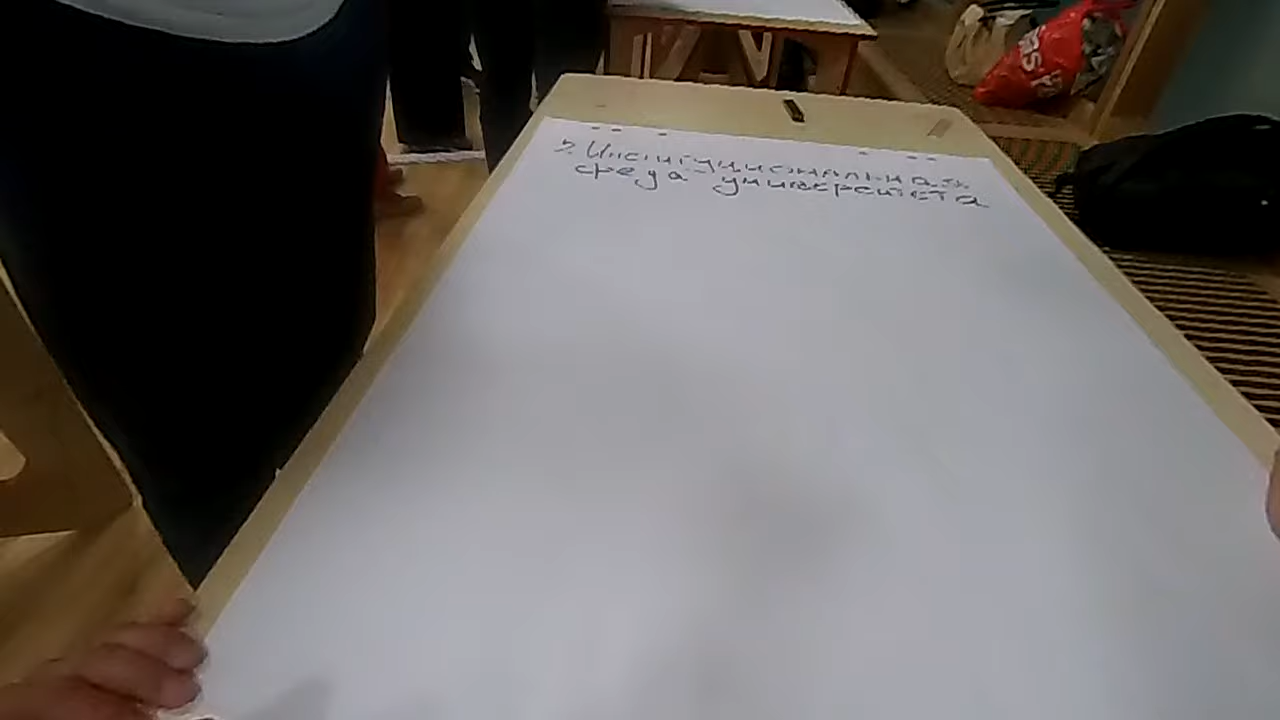 2. Институциональная
среда университета